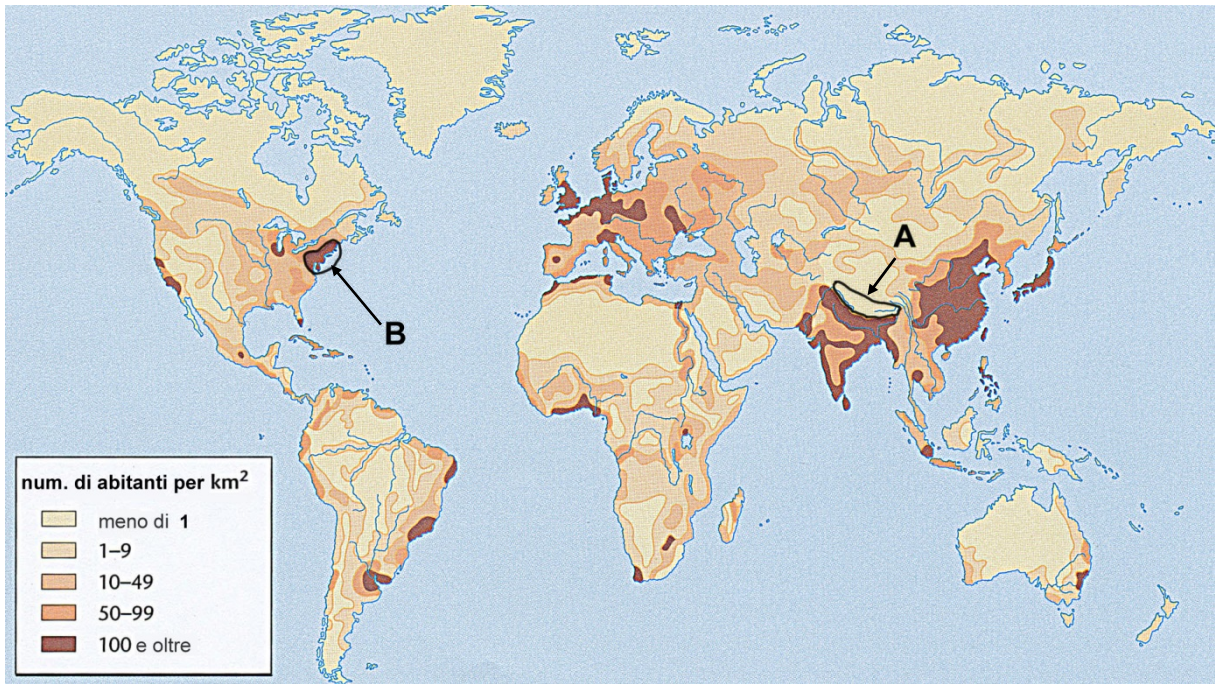 A
B
num. di abitanti per km²
meno di 1
1–9
10–49
50–99
100 e oltre